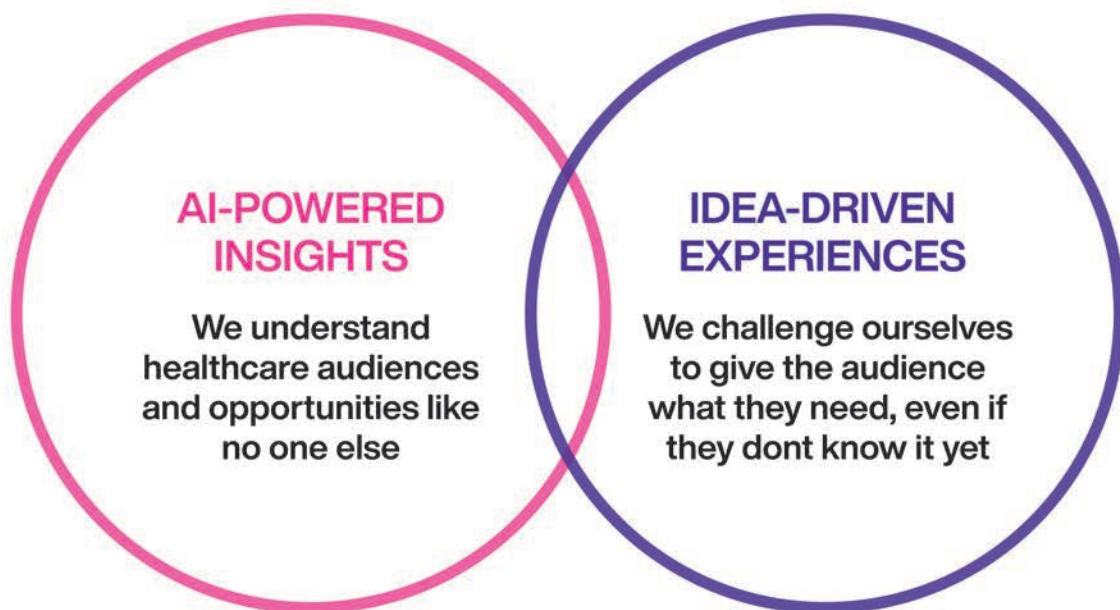 AI-POWERED
INSIGHTS
We understand
healthcare audiences
and opportunities like
no one else
IDEA-DRIVEN
EXPERIENCES
We challenge ourselves
to give the audience
what they need, even if
they dont know it yet